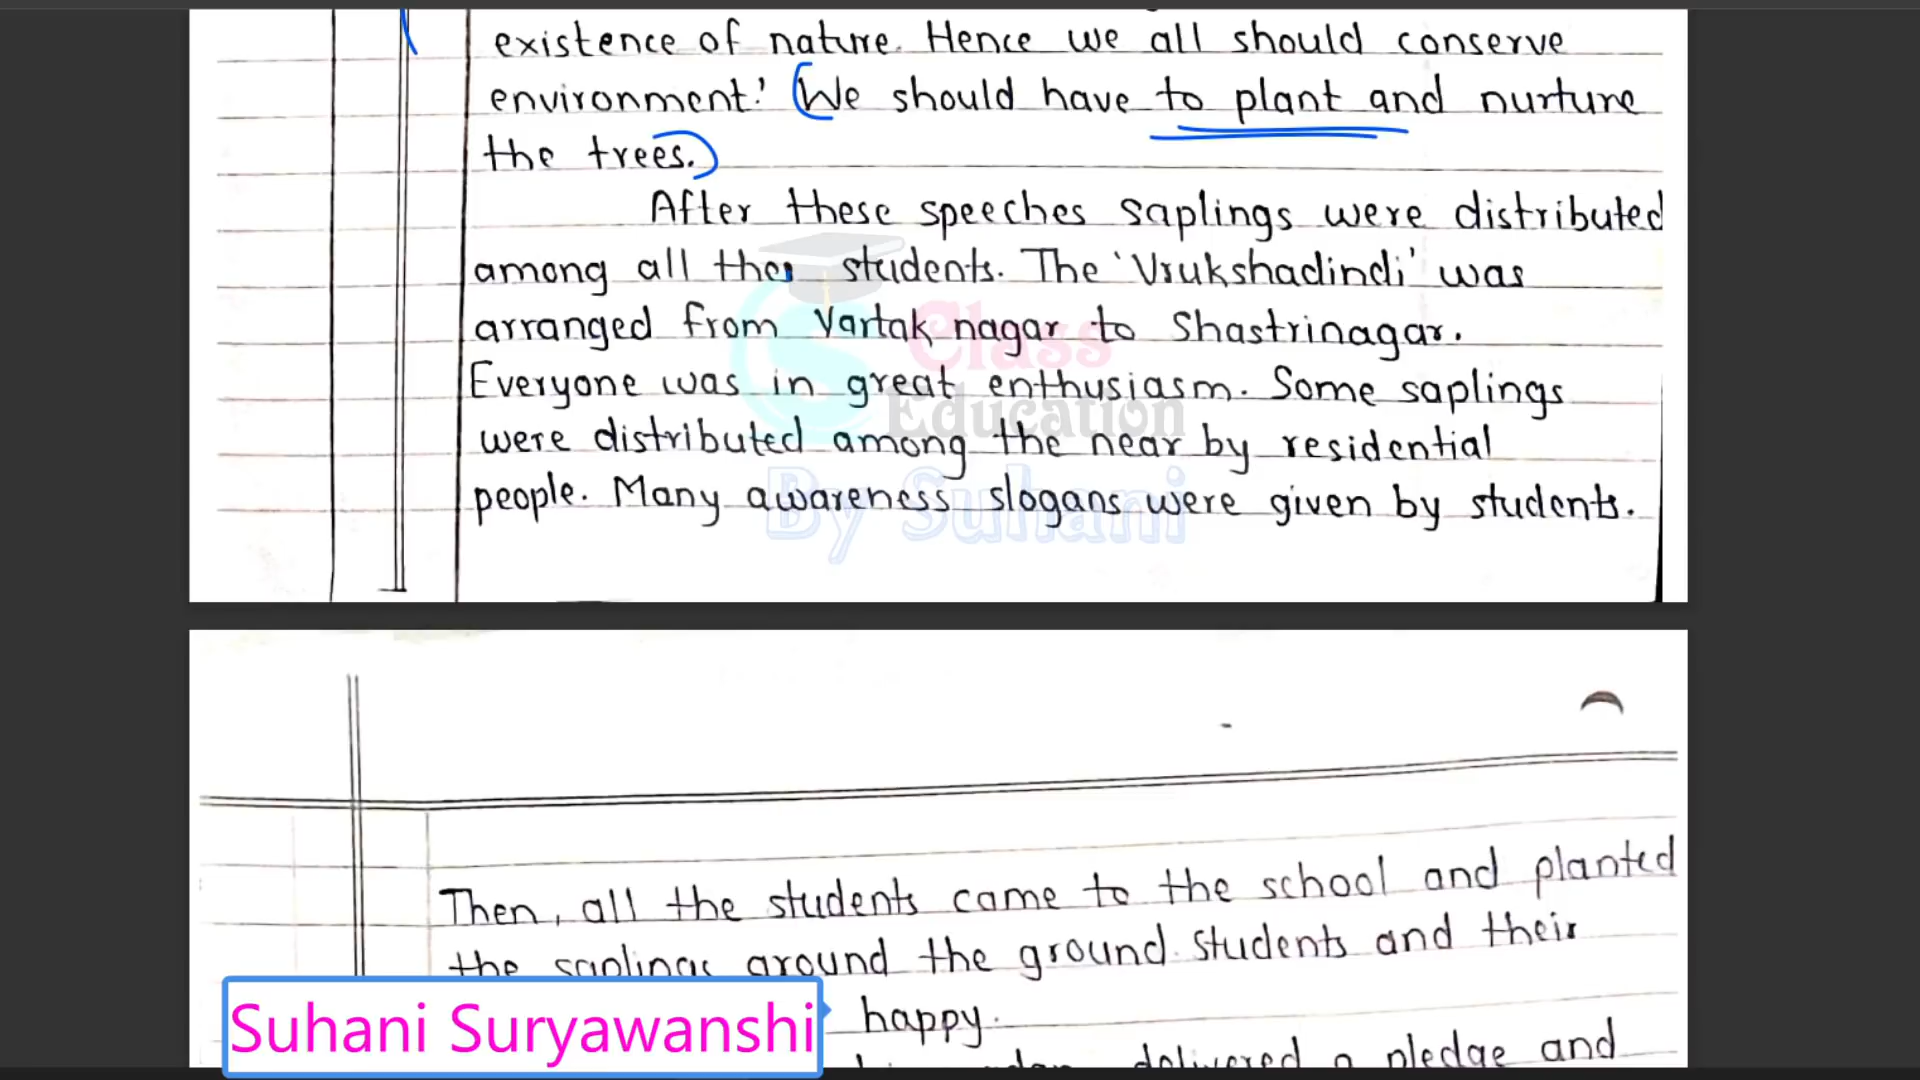 existence of nature. Hence we all should conserve
environment.' We should have to plant and nurture
the trees.
After these speeches saplings were distributed
among all the students. The 'Vrukshadindi' was
arranged from Vartak nagar to Shastrinagar.
Everyone was in great enthusiasm. Some saplings
were distributed among the near by residential
people. Many awareness slogans were given by students.
Class
Education
By Suhani
Then, all the students came to the school and planted
the saplings around the ground. Students and their
happy.
delivered a pledge and
Suhani Suryawanshi